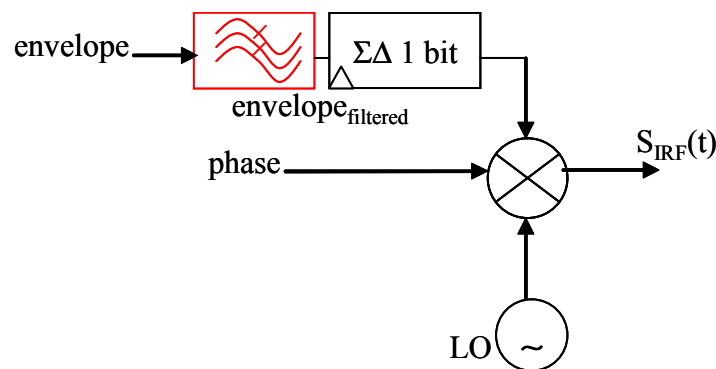 envelope
ΣΔ 1 bit
envelope_filtered
phase
S_IRF(t)
LO
~